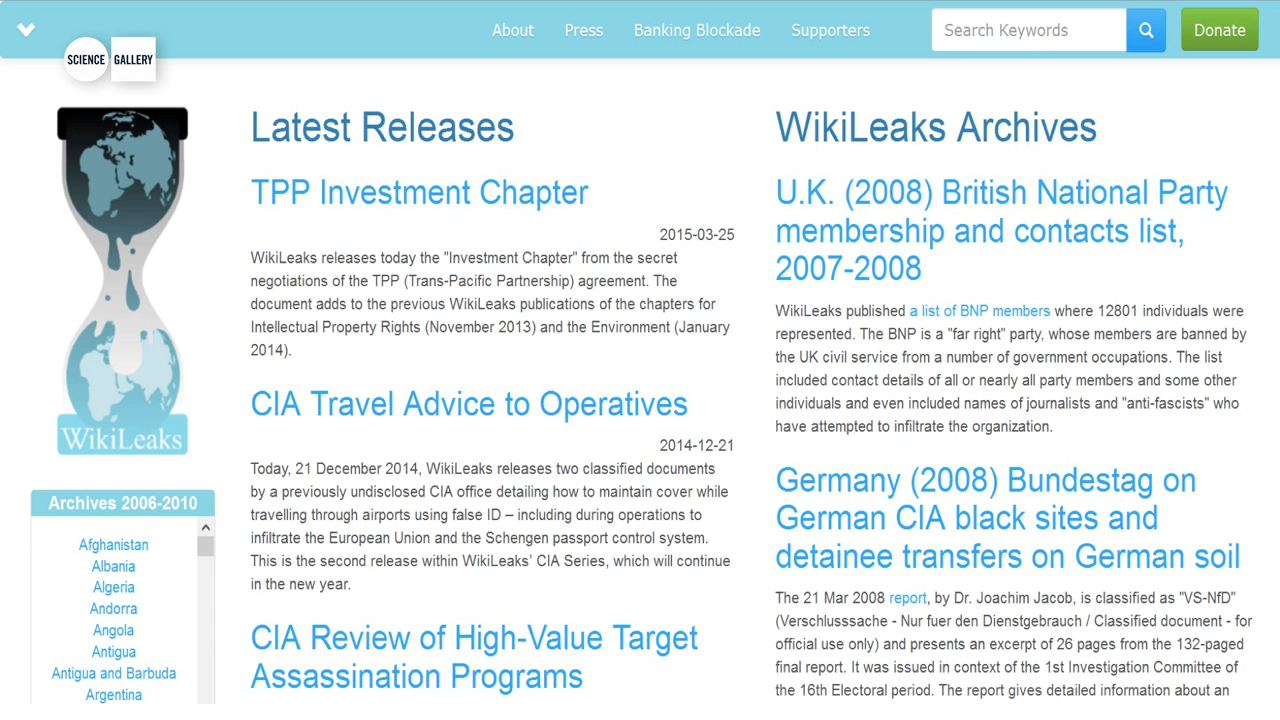 About Press Banking Blockade Supporters Search Keywords Donate
SCIENCE GALLERY
WikiLeaks
Archives 2006-2010
Afghanistan
Albania
Algeria
Andorra
Angola
Antigua
Antigua and Barbuda
Argentina
Latest Releases
TPP Investment Chapter
2015-03-25
WikiLeaks releases today the "Investment Chapter" from the secret
negotiations of the TPP (Trans-Pacific Partnership) agreement. The
document adds to the previous WikiLeaks publications of the chapters for
Intellectual Property Rights (November 2013) and the Environment (January
2014).
CIA Travel Advice to Operatives
2014-12-21
Today, 21 December 2014, WikiLeaks releases two classified documents
by a previously undisclosed CIA office detailing how to maintain cover while
travelling through airports using false ID – including during operations to
infiltrate the European Union and the Schengen passport control system.
This is the second release within WikiLeaks' CIA Series, which will continue
in the new year.
CIA Review of High-Value Target
Assassination Programs
WikiLeaks Archives
U.K. (2008) British National Party
membership and contacts list,
2007-2008
WikiLeaks published a list of BNP members where 12801 individuals were
represented. The BNP is a "far right" party, whose members are banned by
the UK civil service from a number of government occupations. The list
included contact details of all or nearly all party members and some other
individuals and even included names of journalists and "anti-fascists" who
have attempted to infiltrate the organization.
Germany (2008) Bundestag on
German CIA black sites and
detainee transfers on German soil
The 21 Mar 2008 report, by Dr. Joachim Jacob, is classified as "VS-NfD"
(Verschlusssache - Nur fuer den Dienstgebrauch / Classified document - for
official use only) and presents an excerpt of 26 pages from the 132-paged
final report. It was issued in context of the 1st Investigation Committee of
the 16th Electoral period. The report gives detailed information about an